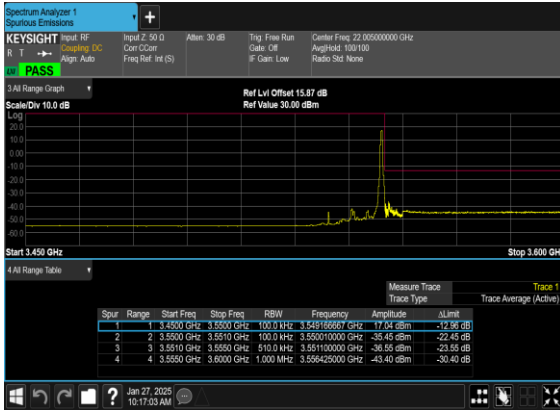 Spectrum Analyzer 1
Spurious Emissions
+
KEYSIGHT
R T
Input: RF
Coupling: DC
Align: Auto
Input Z: 50 Ω
Corr CCorr
Freq Ref: Int (S)
Atten: 30 dB
Trig: Free Run
Gate: Off
IF Gain: Low
Center Freq: 22.005000000 GHz
Avg|Hold: 100/100
Radio Std: None
PASS
3 All Range Graph
Scale/Div 10.0 dB
Ref Lvl Offset 15.87 dB
Ref Value 30.00 dBm
Log
20.0
10.0
0.00
-10.0
-20.0
-30.0
-40.0
-50.0
-60.0
Start 3.450 GHz
Stop 3.600 GH
4 All Range Table
Measure Trace Trace 1
Trace Type Trace Average (Active)
Spur Range Start Freq Stop Freq RBW Frequency Amplitude ΔLimit
1 1 3.4500 GHz 3.5500 GHz 100.0 kHz 3.549166667 GHz 17.04 dBm -12.96 dB
2 2 3.5500 GHz 3.5510 GHz 100.0 kHz 3.550010000 GHz -35.45 dBm -22.45 dB
3 3 3.5510 GHz 3.5550 GHz 510.0 kHz 3.551100000 GHz -36.55 dBm -23.55 dB
4 4 3.5550 GHz 3.6000 GHz 1.000 MHz 3.556425000 GHz -43.40 dBm -30.40 dB
?
Jan 27, 2025
10:17:03 AM